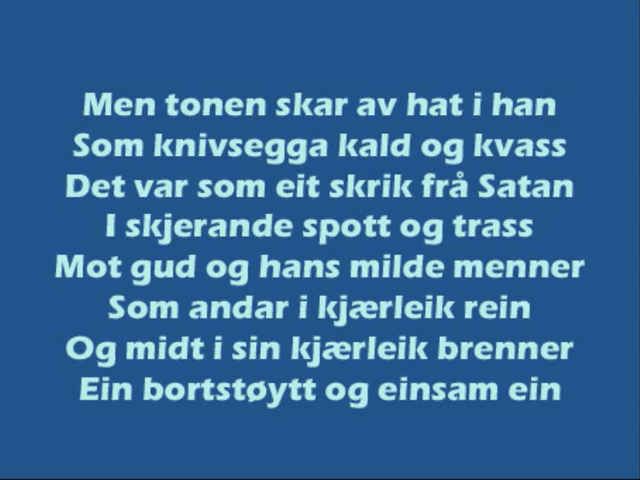 Men tonen skar av hat i han
Som knivsegga kald og kvass
Det var som eit skrik frå Satan
I skjerande spott og trass
Mot gud og hans milde menner
Som andar i kjærleik rein
Og midt i sin kjærleik brenner
Ein bortstøytt og einsam ein